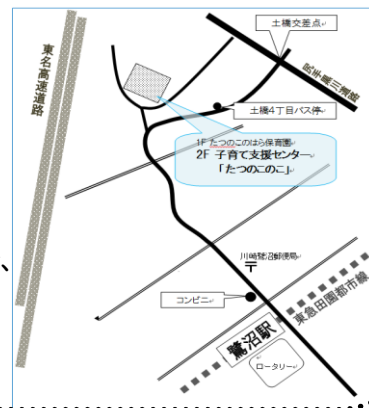 土橋交差点
尻手黒川道路
東名高速道路
土橋4丁目バス停
1F たつのこのはら保育園
2F 子育て支援センター
「たつのこのこ」
川崎鷺沼郵便局
〒
コンビニ
東急田園都市線
鷺沼駅
ロータリー